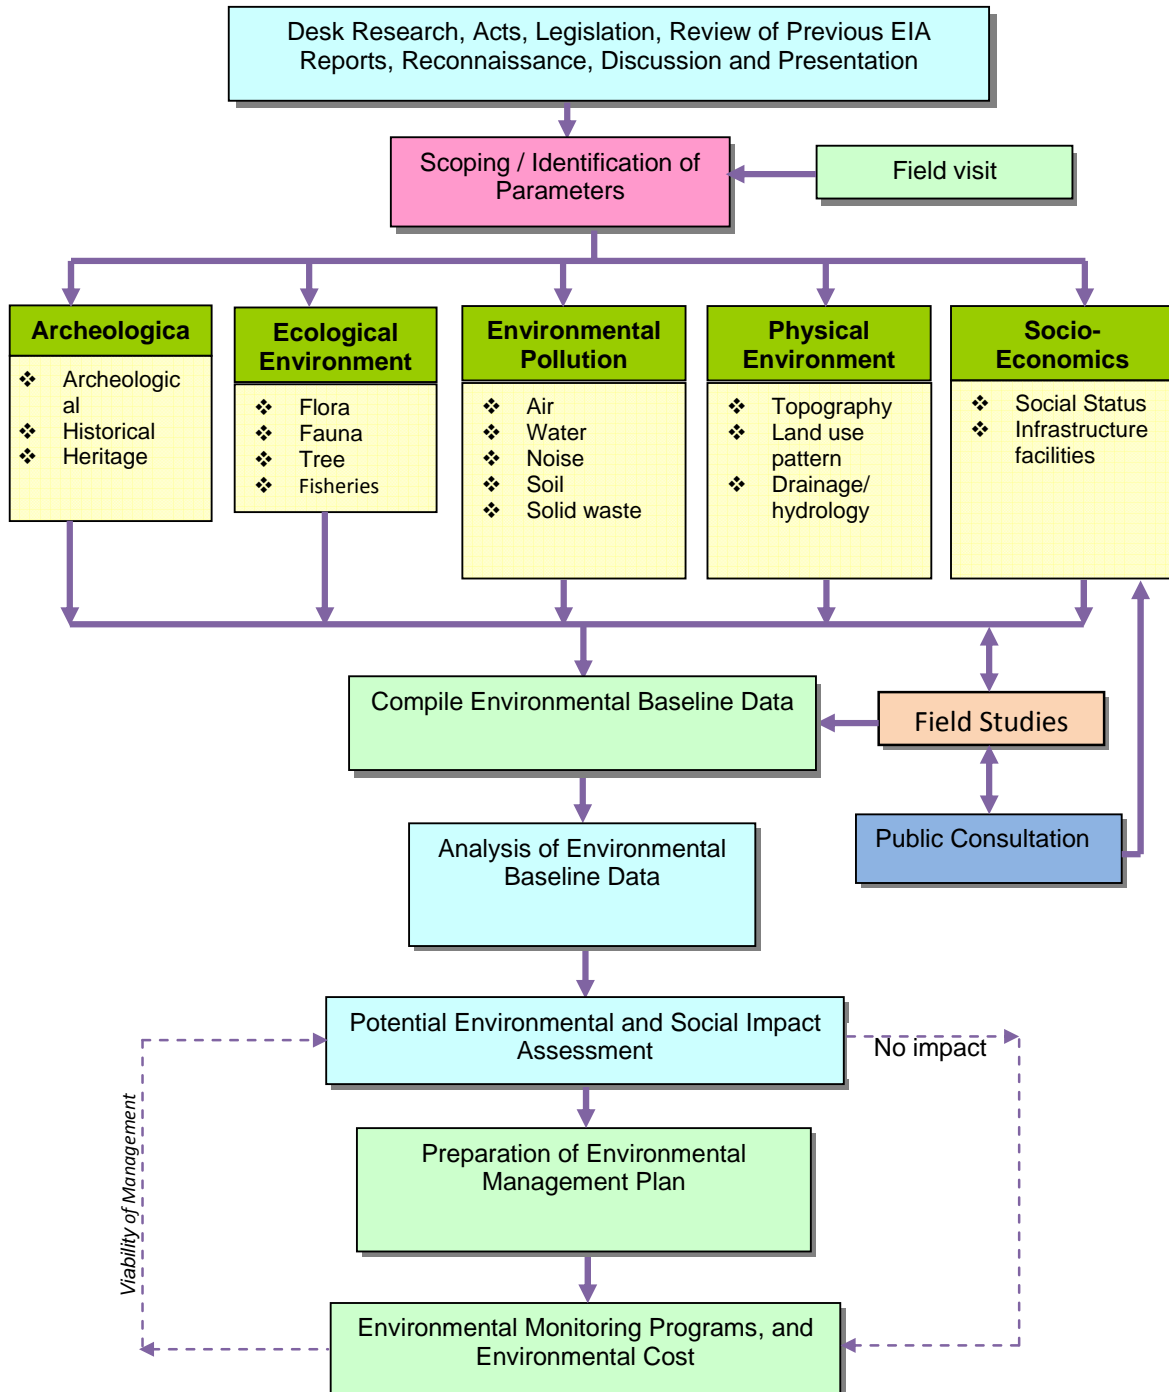 Desk Research, Acts, Legislation, Review of Previous EIA
Reports, Reconnaissance, Discussion and Presentation
Scoping / Identification of
Parameters
Field visit
Archeologica
❖ Archeologic
al
❖ Historical
❖ Heritage
Ecological
Environment
❖ Flora
❖ Fauna
❖ Tree
❖ Fisheries
Environmental
Pollution
❖ Air
❖ Water
❖ Noise
❖ Soil
❖ Solid waste
Physical
Environment
❖ Topography
❖ Land use
pattern
❖ Drainage/
hydrology
Socio-
Economics
❖ Social Status
❖ Infrastructure
facilities
Compile Environmental Baseline Data
Field Studies
Public Consultation
Analysis of Environmental
Baseline Data
Potential Environmental and Social Impact
Assessment
No impact
Viability of Management
Preparation of Environmental
Management Plan
Environmental Monitoring Programs, and
Environmental Cost